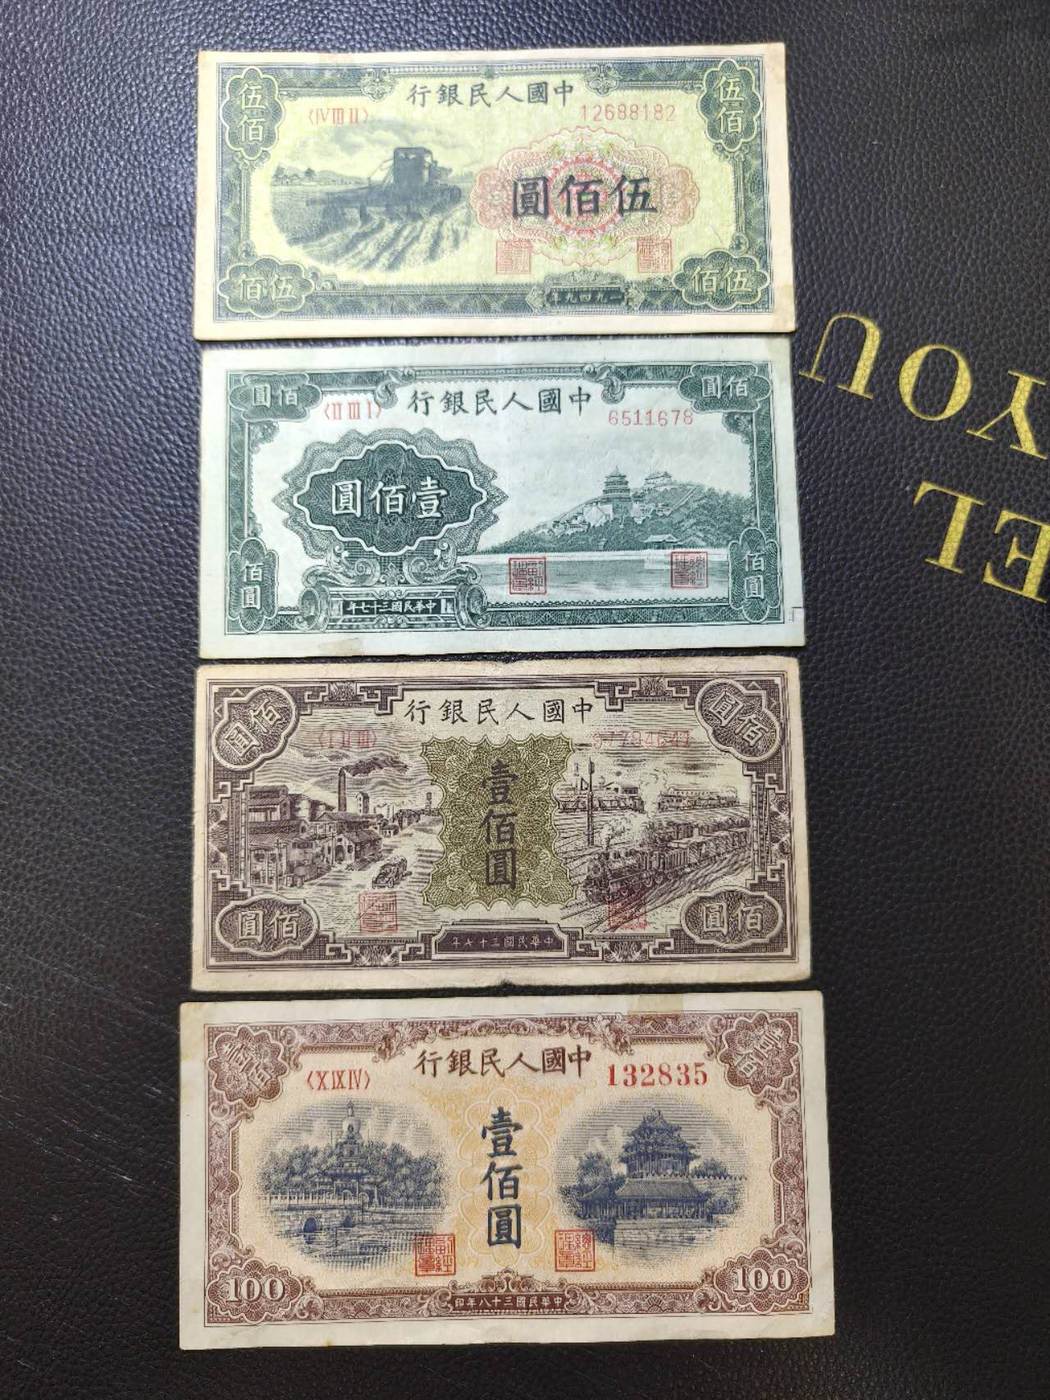 中國人民銀行
伍佰
伍佰
〈IV III II〉
12688182
伍佰圓
伍佰
伍佰
一九四九年
中國人民銀行
佰圓
佰圓
〈II III I〉
6511678
壹佰圓
佰圓
佰圓
中華民國三十七年
中國人民銀行
佰圓
佰圓
壹佰圓
佰圓
佰圓
中華民國三十七年
中國人民銀行
〈X IX IV〉
132835
壹佰圓
100
100
中華民國三十八年印
YOU
EL